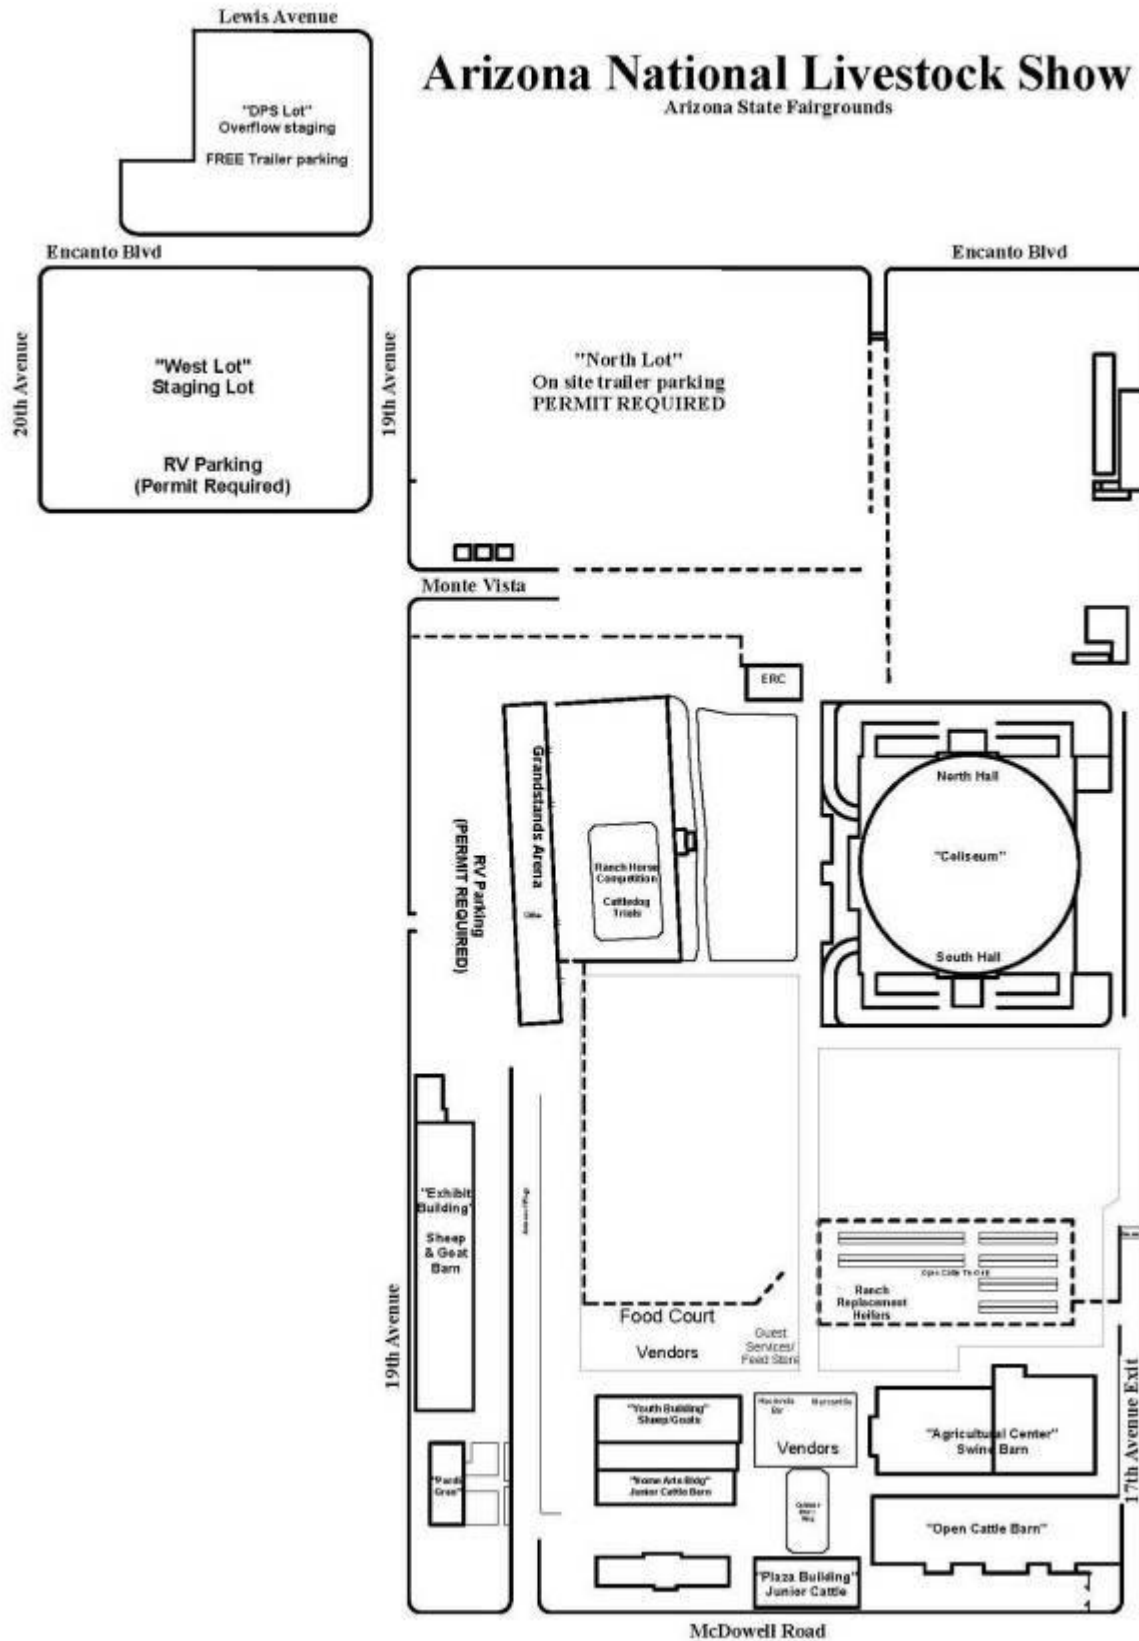 Lewis Avenue
Arizona National Livestock Show
Arizona State Fairgrounds
"DPS Lot"
Overflow staging
FREE Trailer parking
Encanto Blvd
Encanto Blvd
20th Avenue
"West Lot"
Staging Lot
RV Parking
(Permit Required)
19th Avenue
"North Lot"
On site trailer parking
PERMIT REQUIRED
Monte Vista
ERC
Grandstands Arena
RV Parking
(PERMIT REQUIRED)
Ranch Horse
Competition
Cattledog
Trials
North Hall
"Coliseum"
South Hall
"Exhibit
Building"
Sheep
& Goat
Barn
19th Avenue
Ranch
Replacement
Heifers
Food Court
Vendors
Guest
Services/
Feed Store
"Youth Building"
Sheep/Goats
"Home Arts Bldg"
Junior Cattle Barn
Hacienda
Bar
Mercantile
Vendors
"Agricultural Center"
Swine Barn
17th Avenue Exit
"Open Cattle Barn"
"Plaza Building"
Junior Cattle
McDowell Road